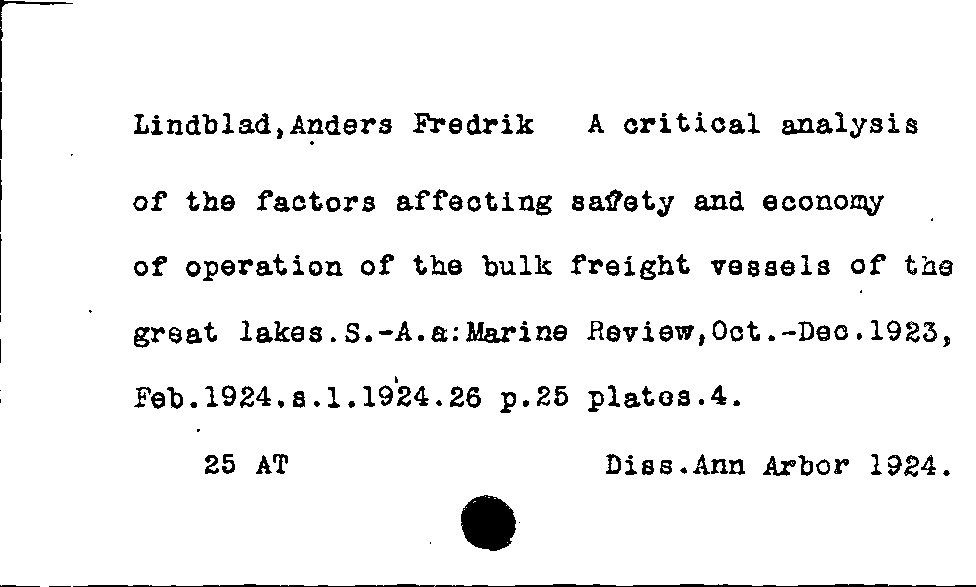 Lindblad,Anders Fredrik A critical analysis
of the factors affecting safety and economy
of operation of the bulk freight vessels of the
great lakes.S.-A.a:Marine Review,Oct.-Dec.1923,
Feb.1924.s.l.1924.26 p.25 plates.4.
25 AT Diss.Ann Arbor 1924.